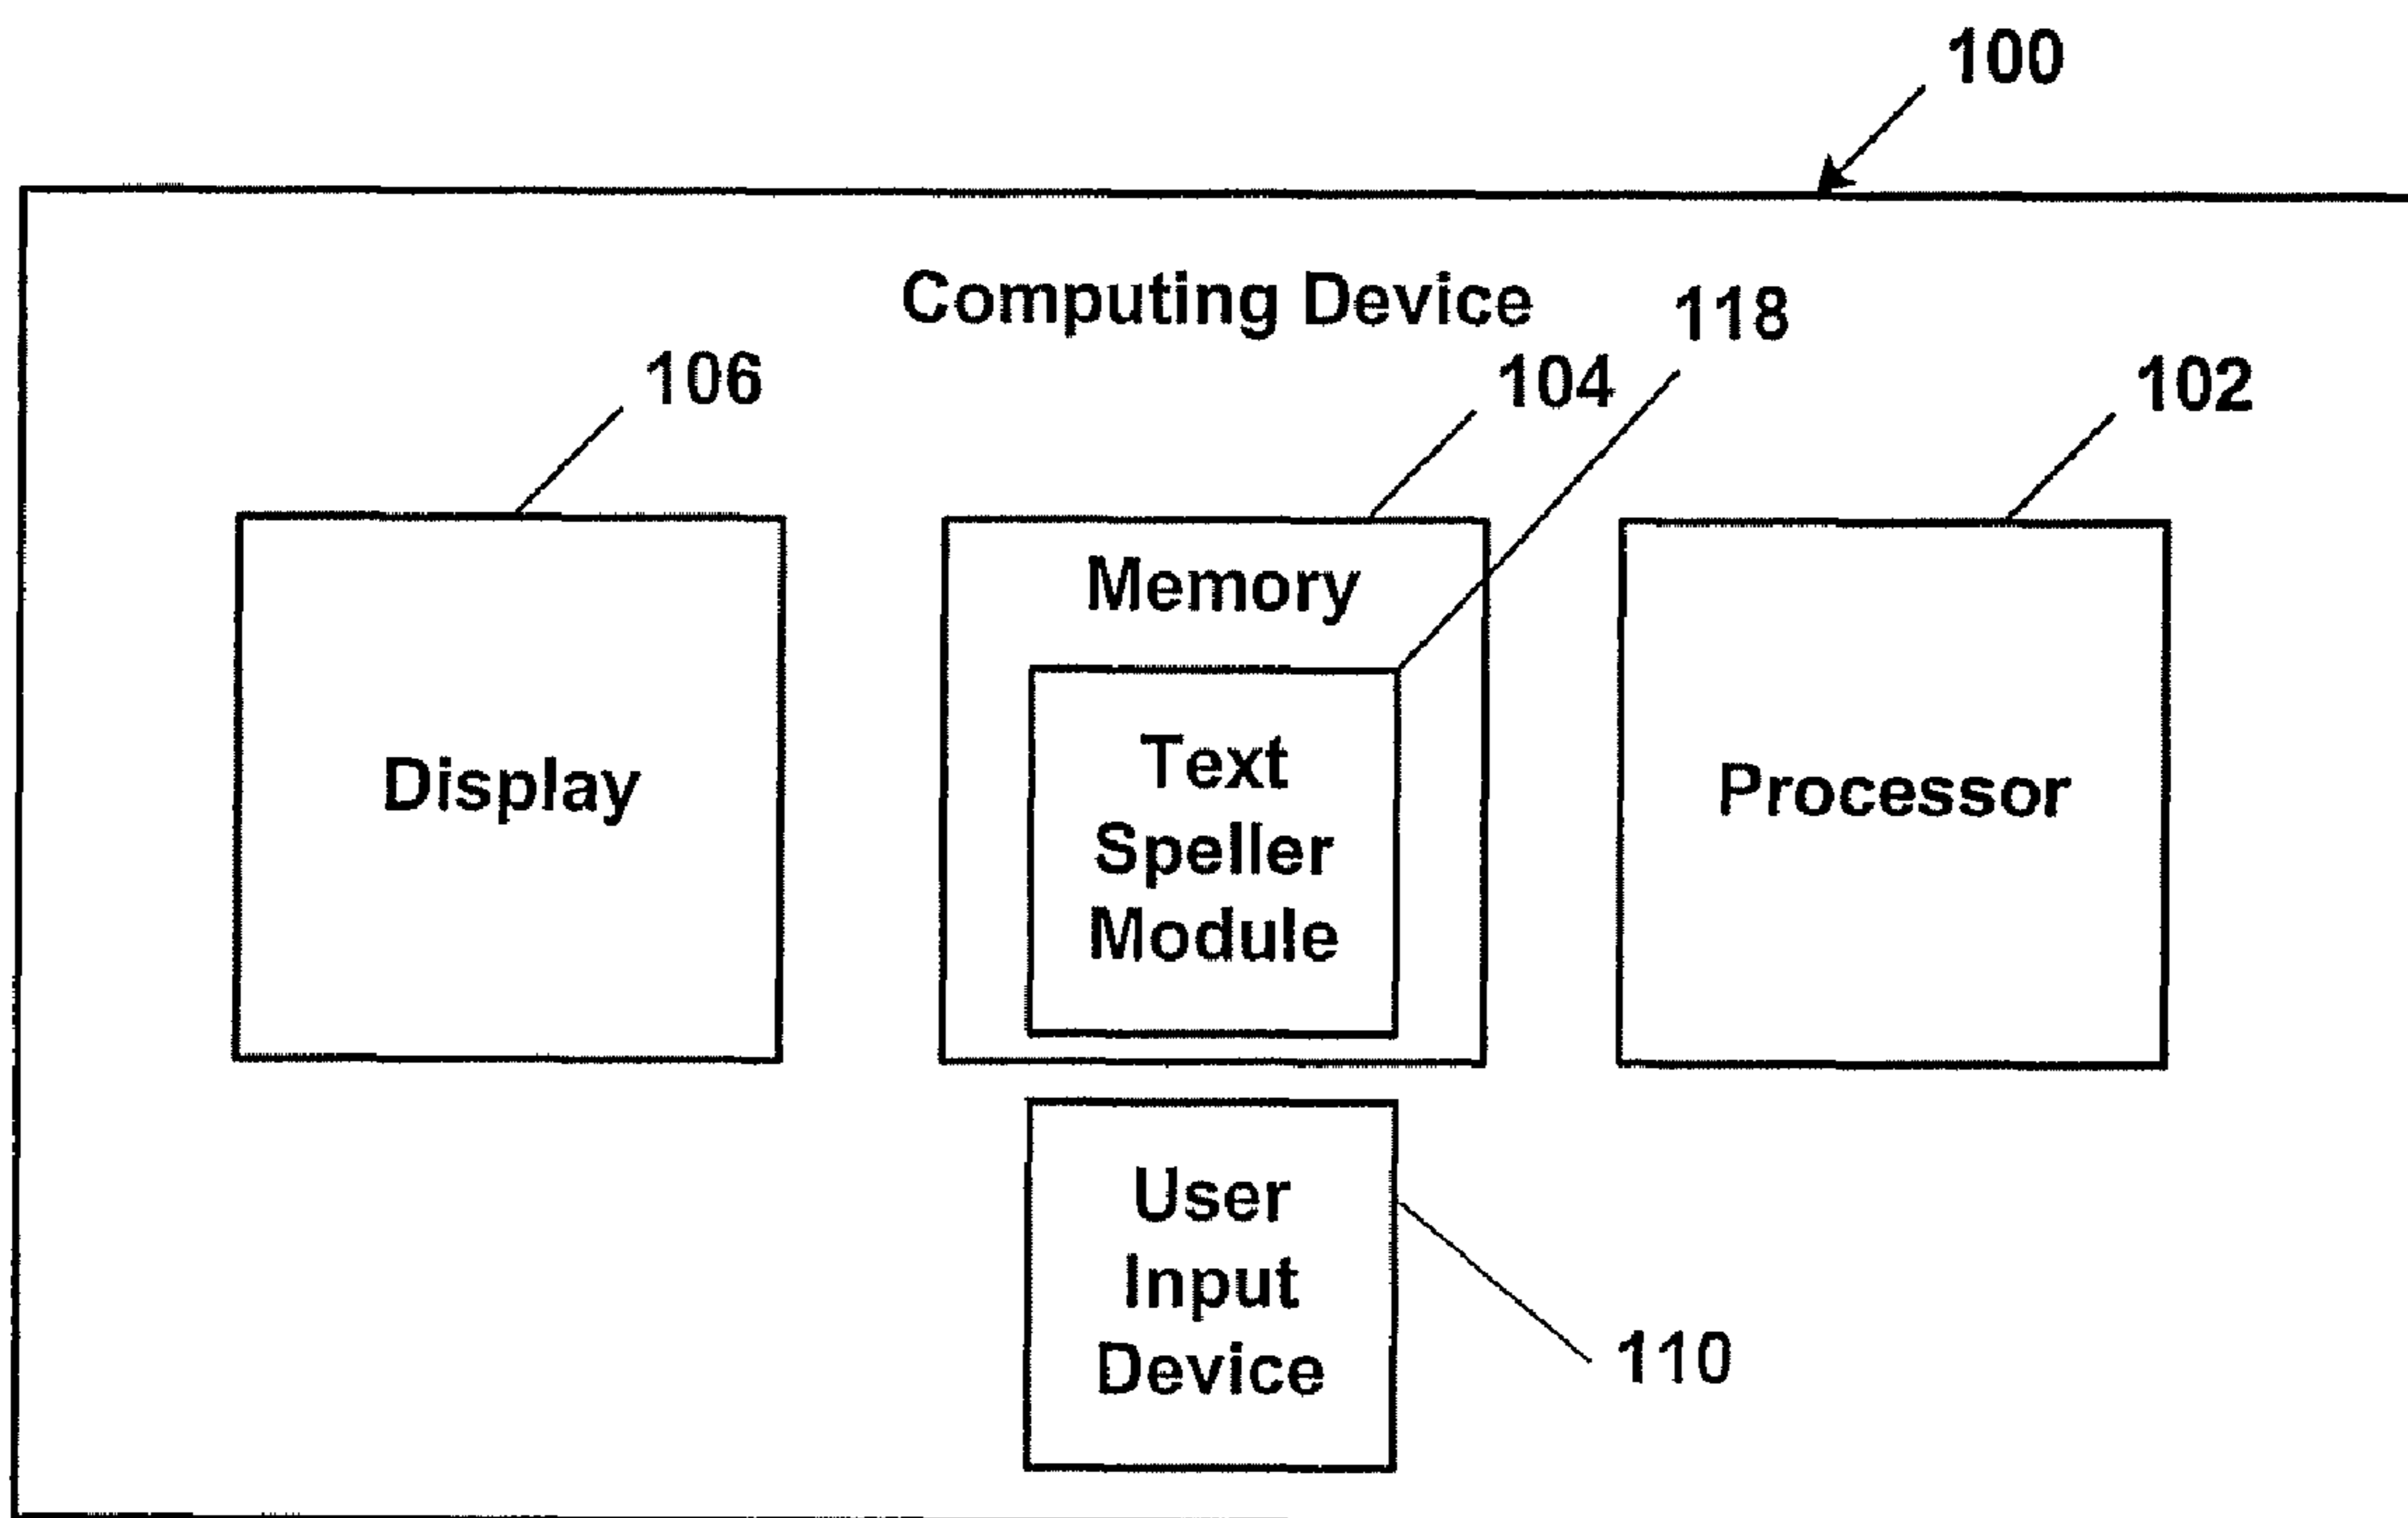 100
Computing Device
118
106
104
102
Memory
Display
Text
Speller
Module
Processor
User
Input
Device
110